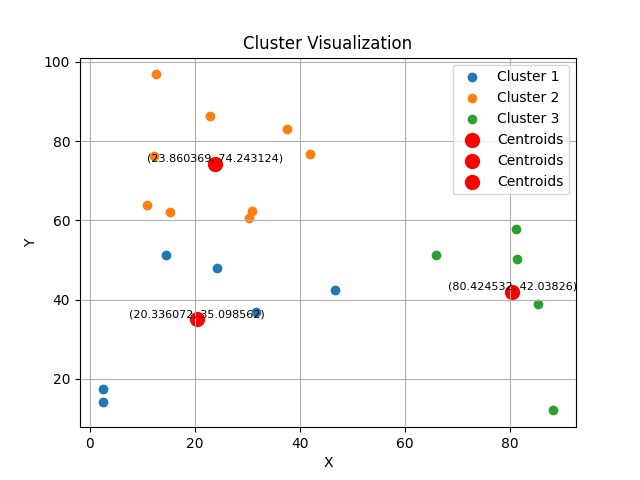 Cluster Visualization
100
80
60
40
20
Y
0
20
40
60
80
X
Cluster 1
Cluster 2
Cluster 3
Centroids
Centroids
Centroids
(23.860369, 74.243124)
(80.424532, 42.03826)
(20.336072, 35.098562)